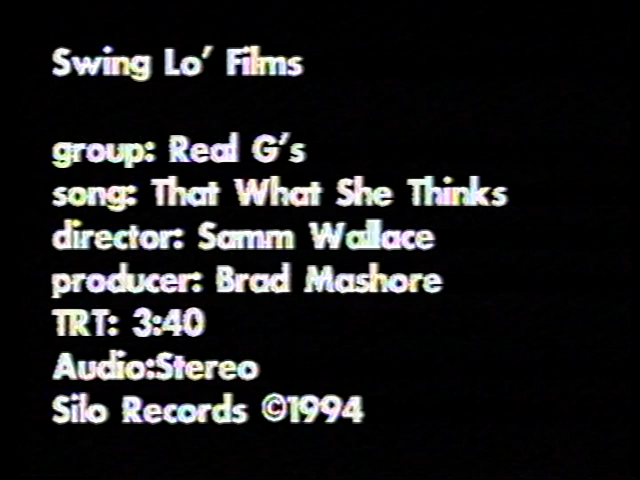 Swing Lo' Films
group: Real G's
song: That What She Thinks
director: Samm Wallace
producer: Brad Mashore
TRT: 3:40
Audio:Stereo
Silo Records ©1994